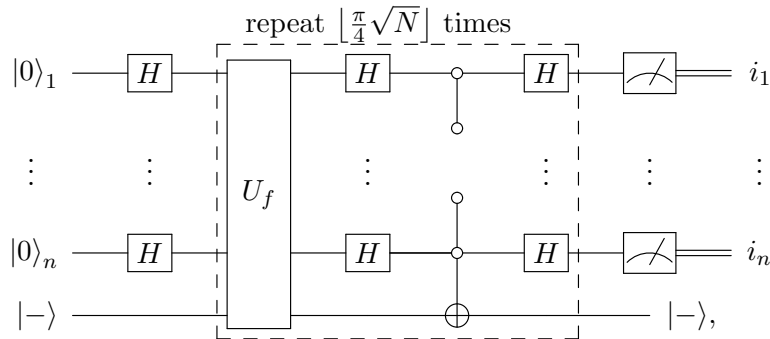 repeat ⌊π/4 √N⌋ times
|0⟩₁ H H H i₁
⋮ ⋮ U_f ⋮ ⋮ ⋮
|0⟩ₙ H H H iₙ
|−⟩ |−⟩,